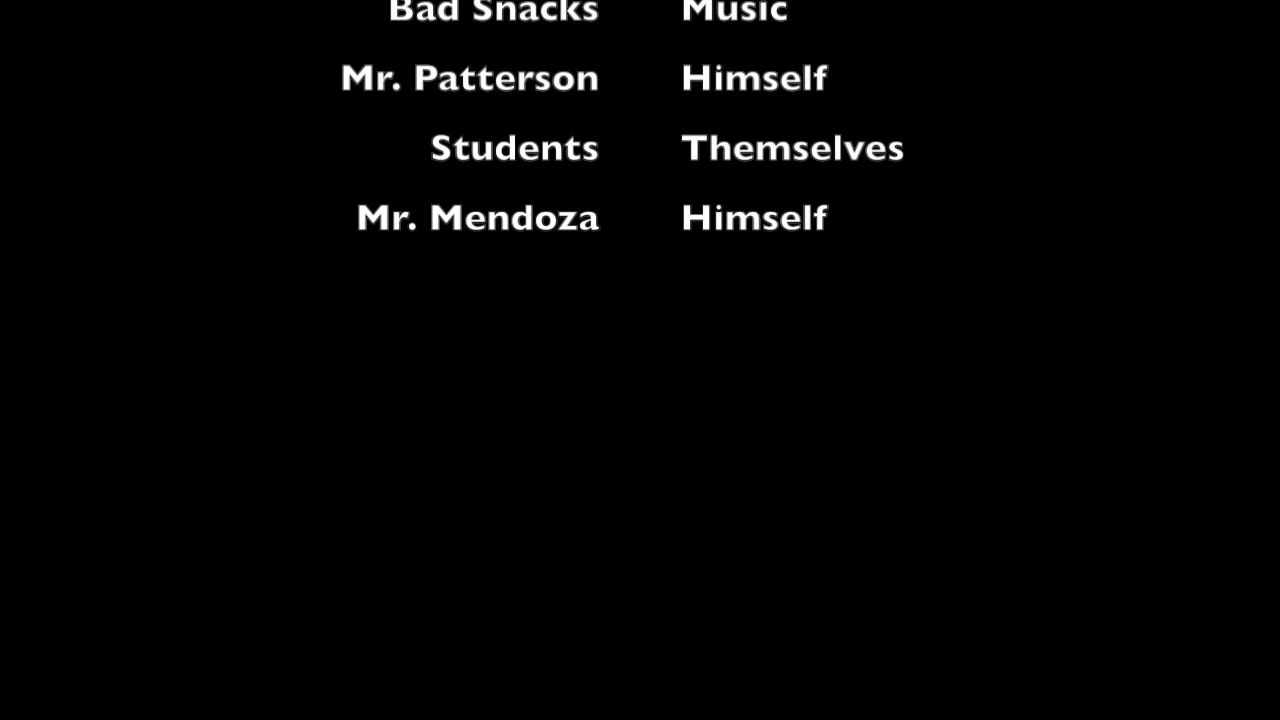 Bad Snacks Music
Mr. Patterson Himself
Students Themselves
Mr. Mendoza Himself